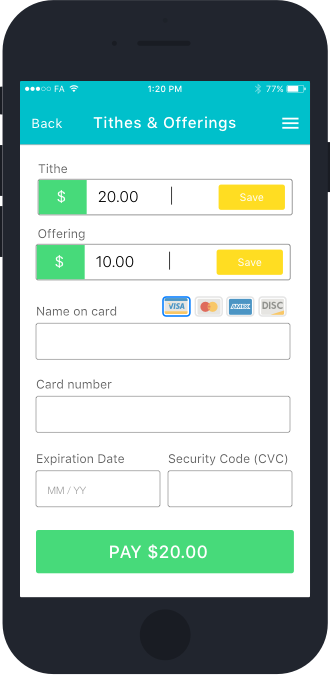 FA 1:20 PM 77%
Back Tithes & Offerings
Tithe
$ 20.00 Save
Offering
$ 10.00 Save
Name on card VISA AMEX DISC
Card number
Expiration Date Security Code (CVC)
MM / YY
PAY $20.00